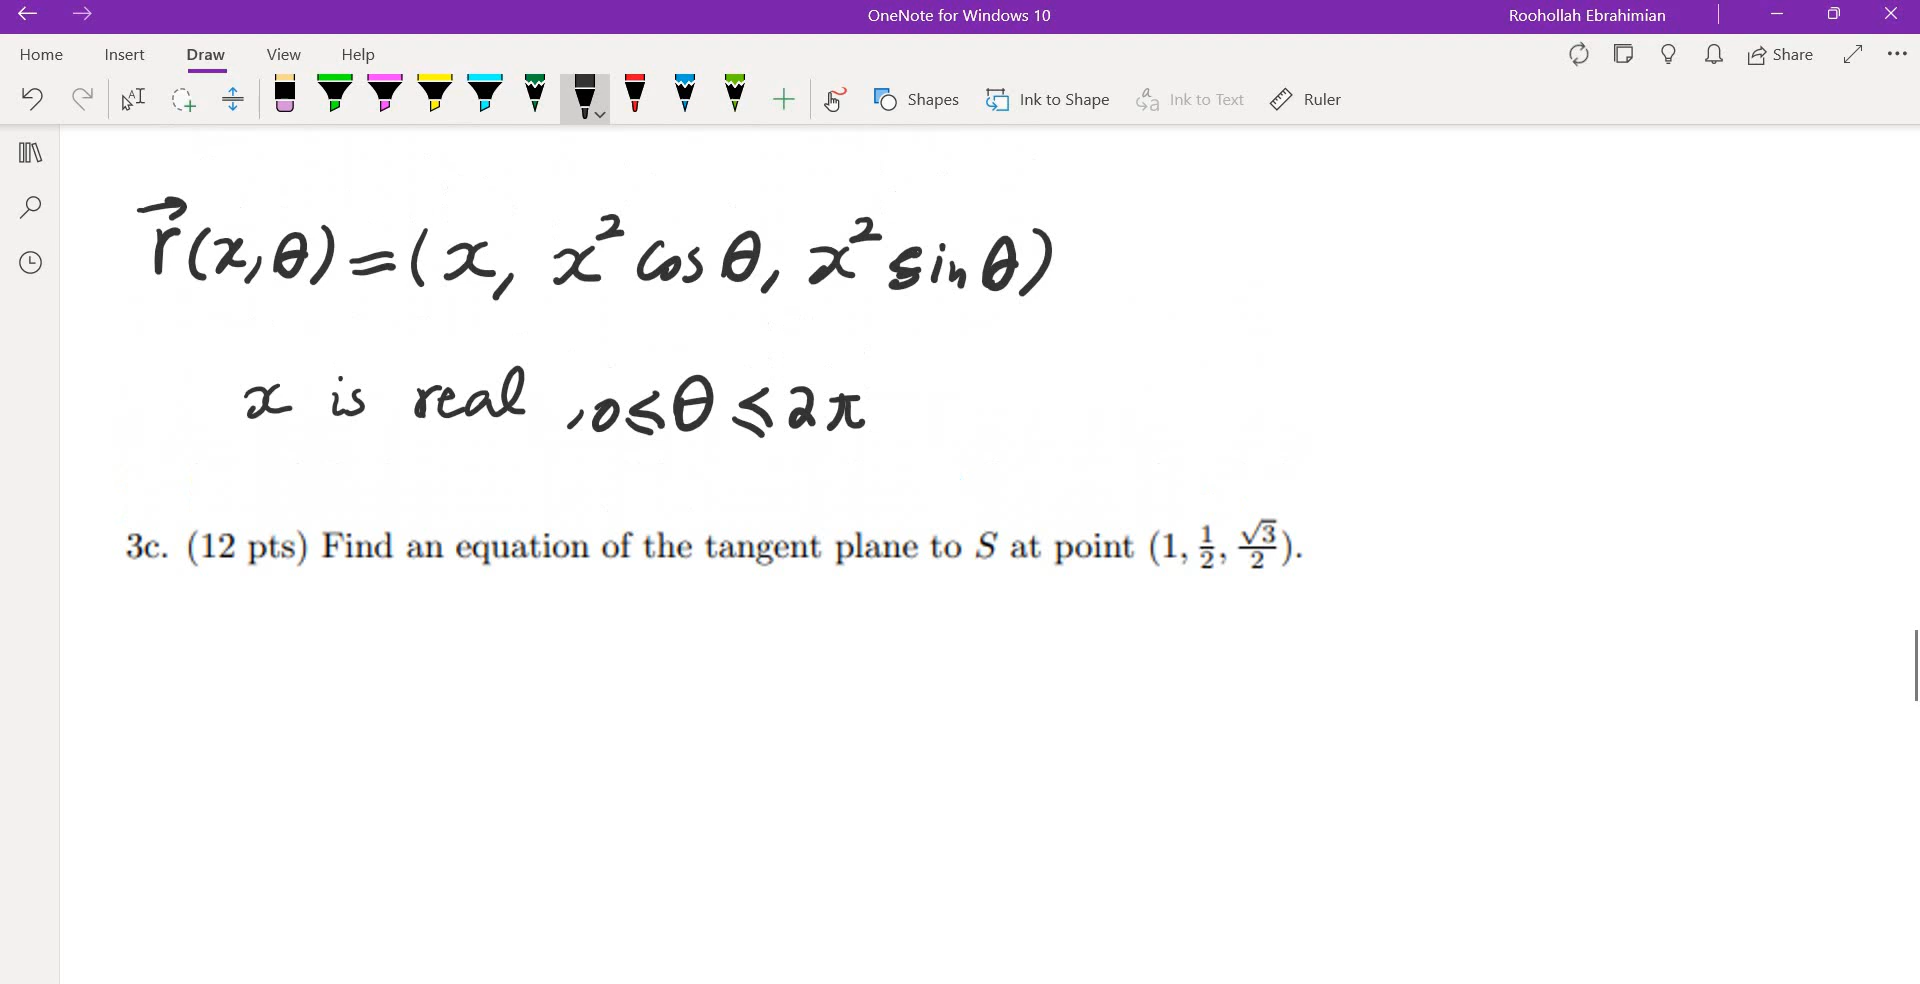 OneNote for Windows 10
Roohollah Ebrahimian
Home Insert Draw View Help
Share
Shapes Ink to Shape Ink to Text Ruler
r⃗(x,θ)=(x, x² cos θ, x² sin θ)
x is real, 0≤θ≤2π
3c. (12 pts) Find an equation of the tangent plane to S at point (1, 1/2, √3/2).